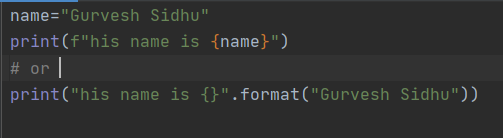 name="Gurvesh Sidhu"
print(f"his name is {name}")
# or
print("his name is {}".format("Gurvesh Sidhu"))